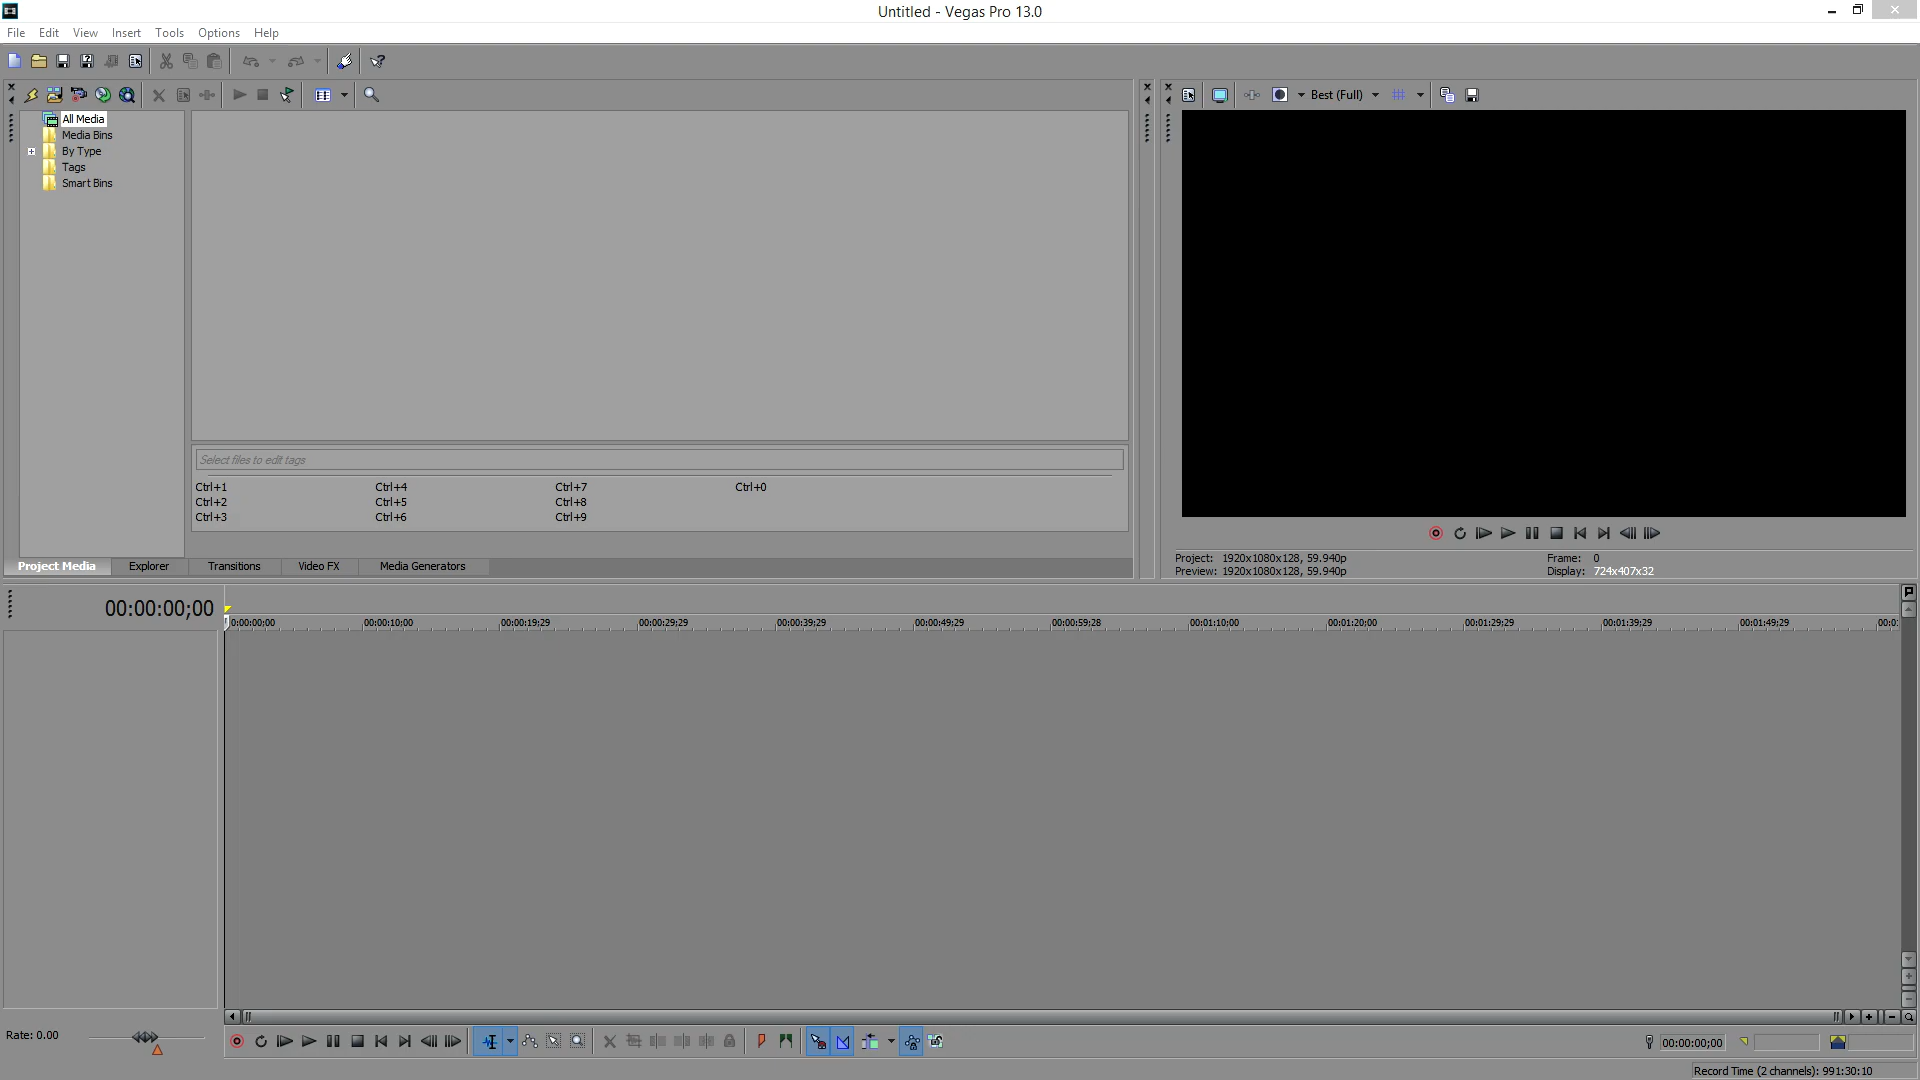 Untitled - Vegas Pro 13.0
File Edit View Insert Tools Options Help
Best (Full)
All Media
Media Bins
By Type
Tags
Smart Bins
Select files to edit tags
Ctrl+1 Ctrl+4 Ctrl+7 Ctrl+0
Ctrl+2 Ctrl+5 Ctrl+8
Ctrl+3 Ctrl+6 Ctrl+9
Project Media Explorer Transitions Video FX Media Generators
Project: 1920x1080x128, 59.940p Frame: 0
Preview: 1920x1080x128, 59.940p Display: 724x407x32
00:00:00;00
0:00:00;00 00:00:10;00 00:00:19;29 00:00:29;29 00:00:39;29 00:00:49;29 00:00:59;28 00:01:10;00 00:01:20;00 00:01:29;29 00:01:39;29 00:01:49;29 00:0
Rate: 0.00
00:00:00;00
Record Time (2 channels): 991:30:10